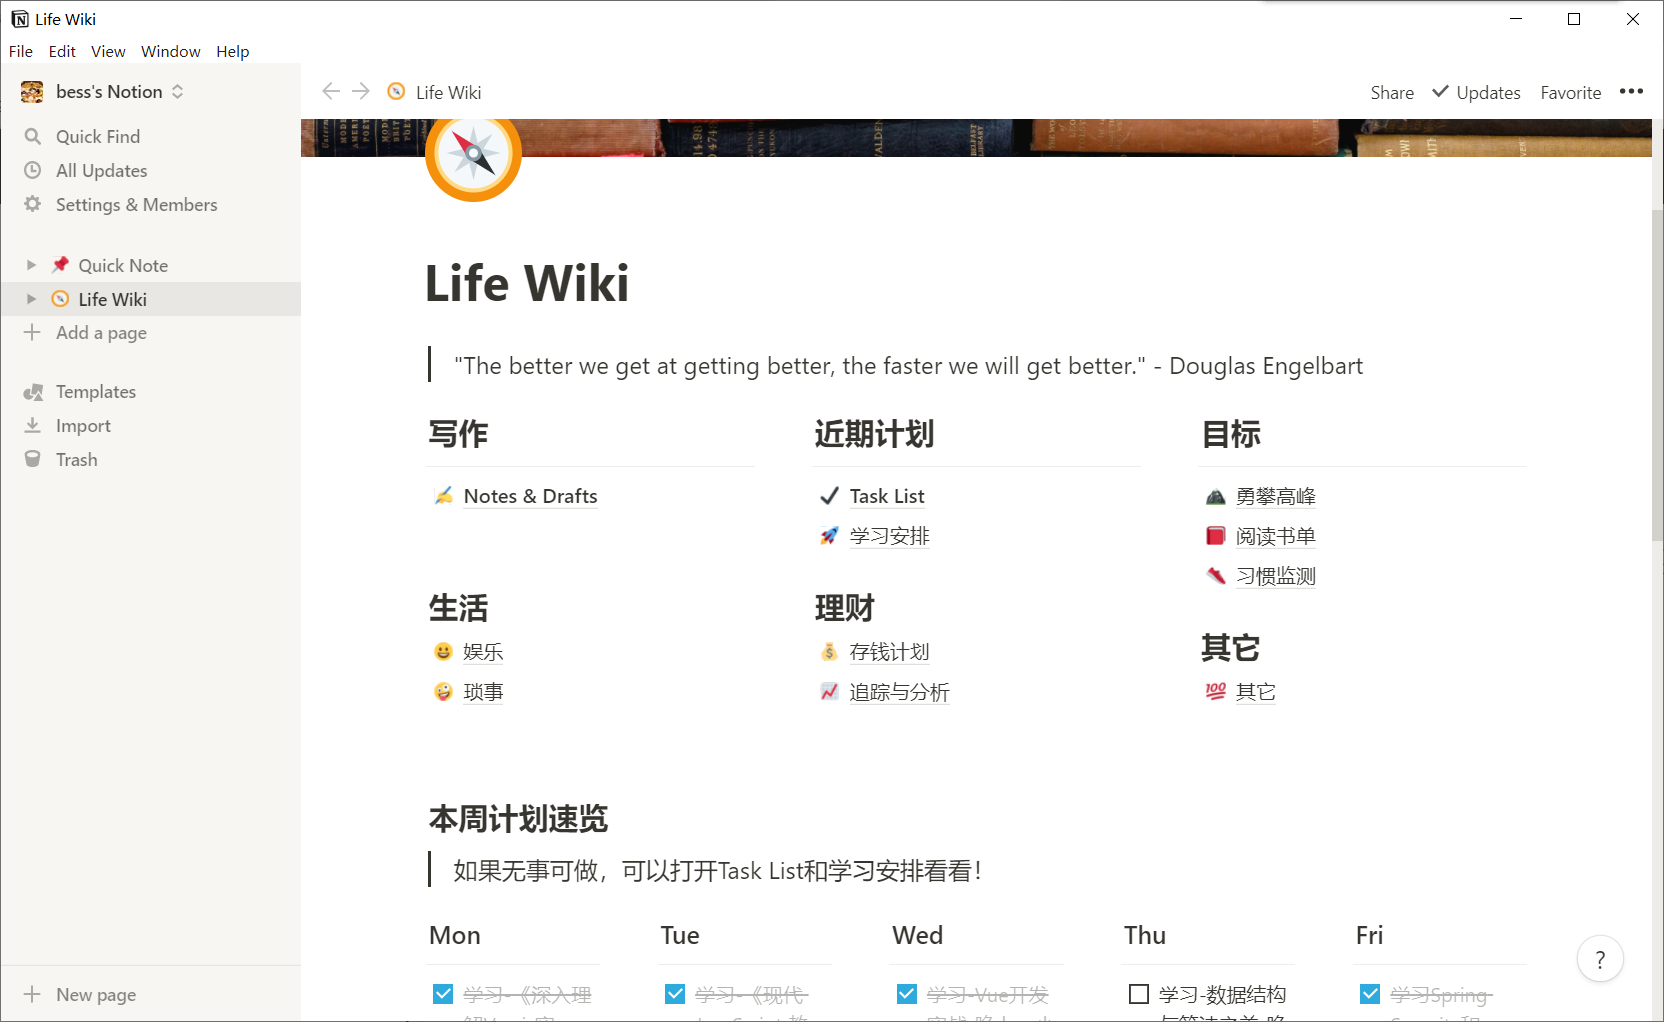 Life Wiki
File Edit View Window Help
bess's Notion
Quick Find
All Updates
Settings & Members
Quick Note
Life Wiki
Add a page
Templates
Import
Trash
New page
Life Wiki
Share Updates Favorite
WALDEN
Life Wiki
"The better we get at getting better, the faster we will get better." - Douglas Engelbart
写作
Notes & Drafts
近期计划
Task List
学习安排
目标
勇攀高峰
阅读书单
习惯监测
生活
娱乐
琐事
理财
存钱计划
追踪与分析
其它
💯 其它
本周计划速览
如果无事可做，可以打开Task List和学习安排看看！
Mon
学习-《深入理
Tue
学习-《现代
Wed
学习-Vue开发
Thu
学习-数据结构
Fri
学习Spring
?